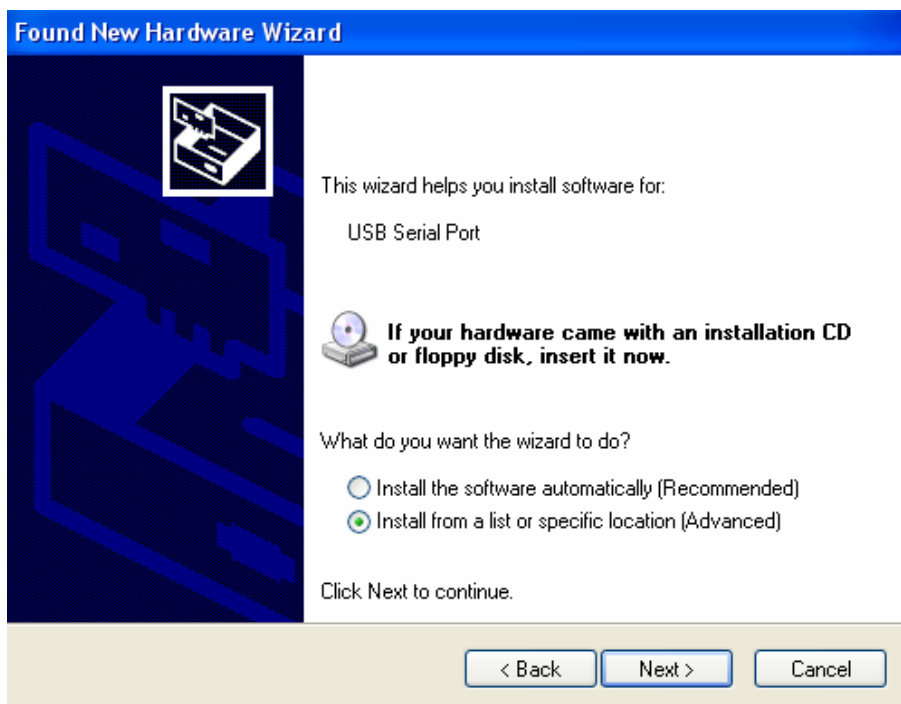 Found New Hardware Wizard
This wizard helps you install software for:
USB Serial Port
If your hardware came with an installation CD
or floppy disk, insert it now.
What do you want the wizard to do?
Install the software automatically (Recommended)
Install from a list or specific location (Advanced)
Click Next to continue.
< Back Next > Cancel